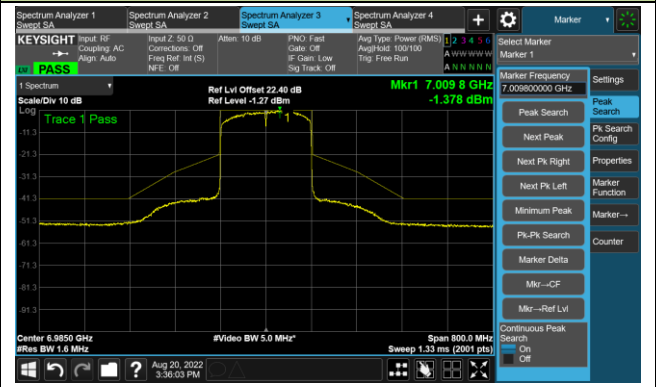 Spectrum Analyzer 1
Swept SA
Spectrum Analyzer 2
Swept SA
Spectrum Analyzer 3
Swept SA
Spectrum Analyzer 4
Swept SA
+
Marker
KEYSIGHT
Input: RF
Coupling: AC
Align: Auto
Input Z: 50 Ω
Corrections: Off
Freq Ref: Int (S)
NFE: Off
Atten: 10 dB
PNO: Fast
Gate: Off
IF Gain: Low
Sig Track: Off
Avg Type: Power (RMS)
Avg|Hold: 100/100
Trig: Free Run
1 2 3 4 5 6
A W W W W W
A N N N N N
PASS
Select Marker
Marker 1
1 Spectrum
Scale/Div 10 dB
Ref Lvl Offset 22.40 dB
Ref Level -1.27 dBm
Mkr1 7.009 8 GHz
-1.378 dBm
Log
Trace 1 Pass
1
-11.3
-21.3
-31.3
-41.3
-51.3
-61.3
-71.3
-81.3
-91.3
Center 6.9850 GHz
#Res BW 1.6 MHz
#Video BW 5.0 MHz*
Span 800.0 MHz
Sweep 1.33 ms (2001 pts)
Marker Frequency
7.009800000 GHz
Peak Search
Next Peak
Next Pk Right
Next Pk Left
Minimum Peak
Pk-Pk Search
Marker Delta
Mkr→CF
Mkr→Ref Lvl
Continuous Peak
Search
On
Off
Settings
Peak
Search
Pk Search
Config
Properties
Marker
Function
Marker→
Counter
?
Aug 20, 2022
3:36:03 PM